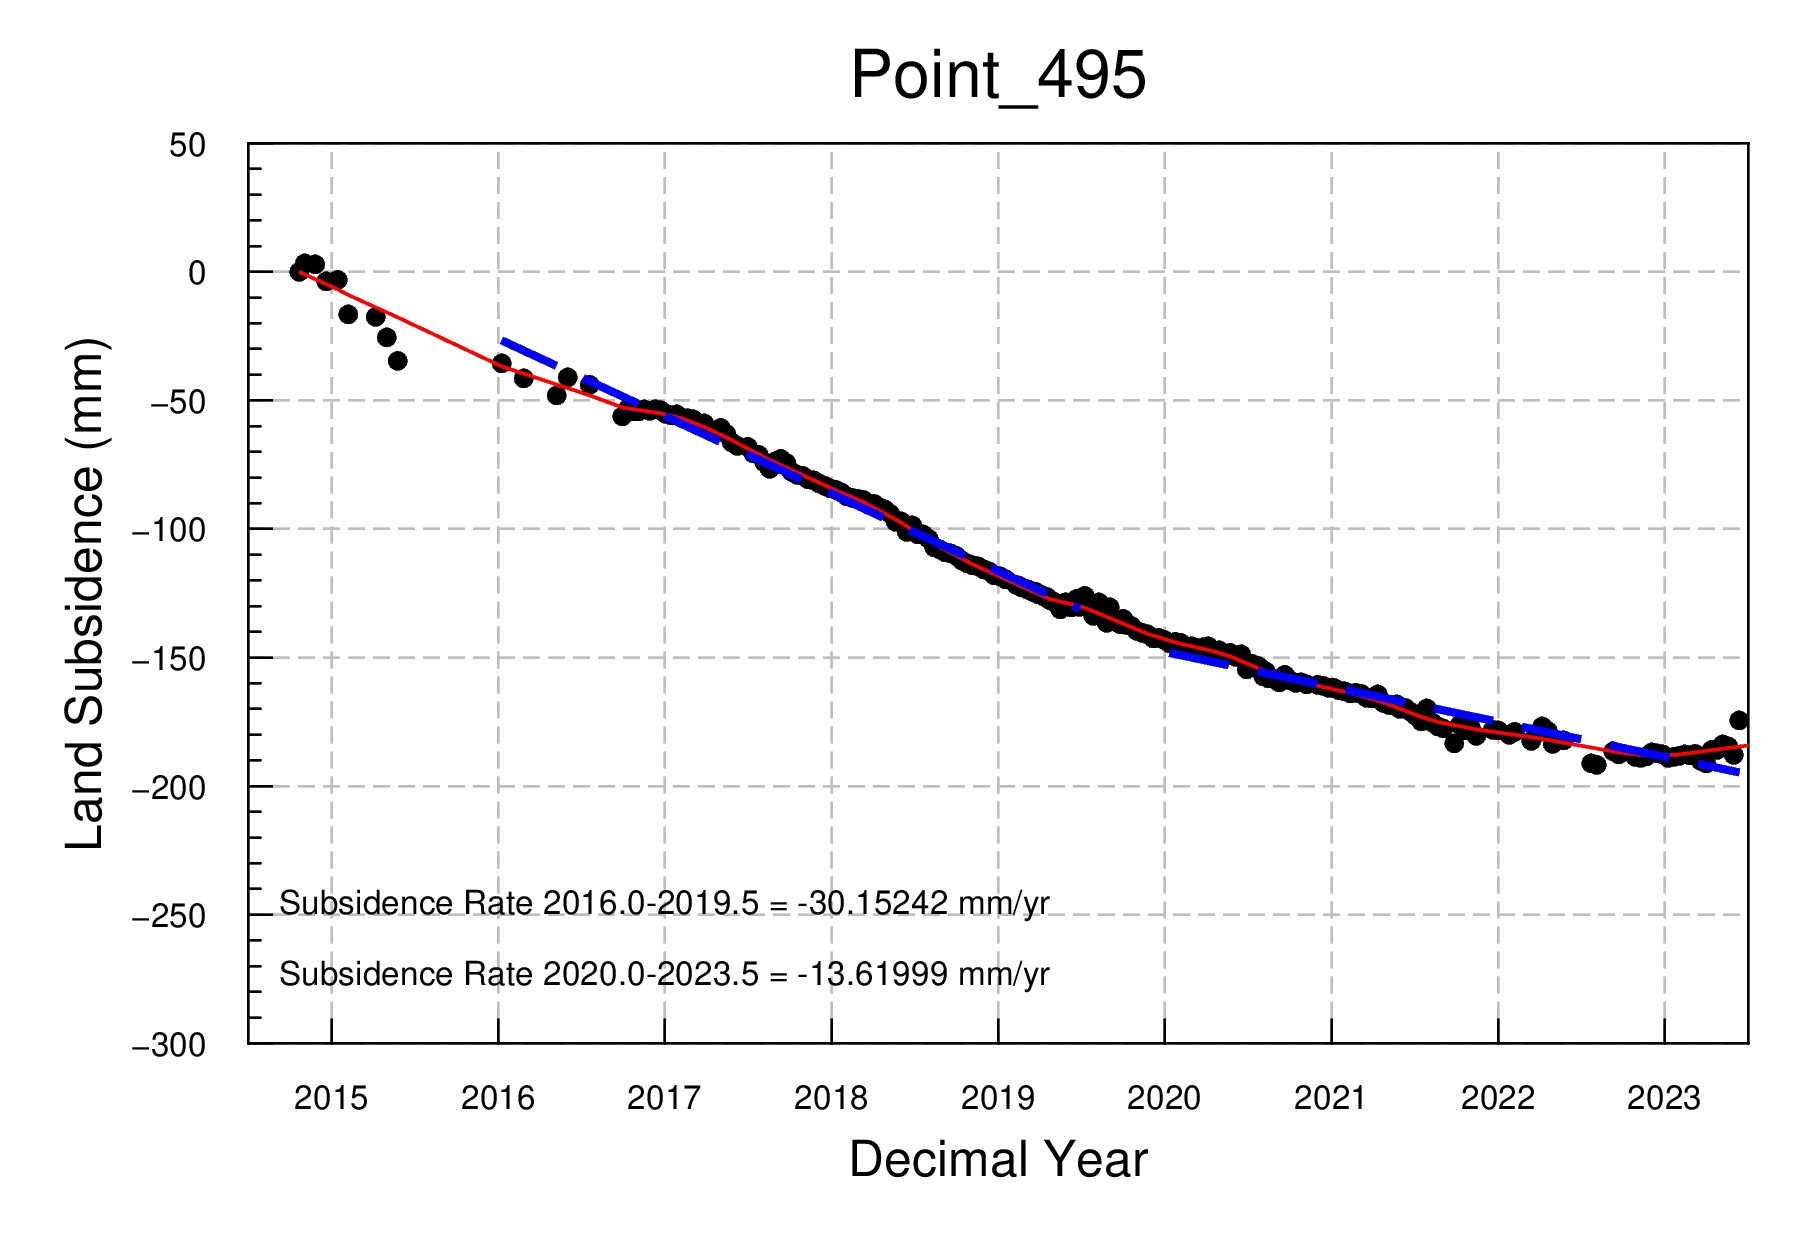 Point_495
50
0
−50
−100
−150
−200
−250
−300
Land Subsidence (mm)
Subsidence Rate 2016.0-2019.5 = -30.15242 mm/yr
Subsidence Rate 2020.0-2023.5 = -13.61999 mm/yr
2015 2016 2017 2018 2019 2020 2021 2022 2023
Decimal Year